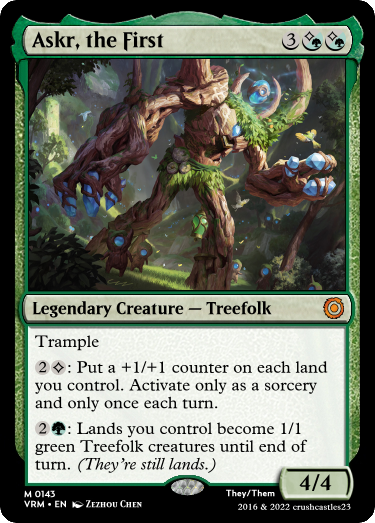 Askr, the First 3
Legendary Creature — Treefolk
Trample
2: Put a +1/+1 counter on each land
you control. Activate only as a sorcery
and only once each turn.
2: Lands you control become 1/1
green Treefolk creatures until end of
turn. (They're still lands.)
4/4
M 0143
VRM • EN Zezhou Chen
They/Them
2016 & 2022 crushcastles23